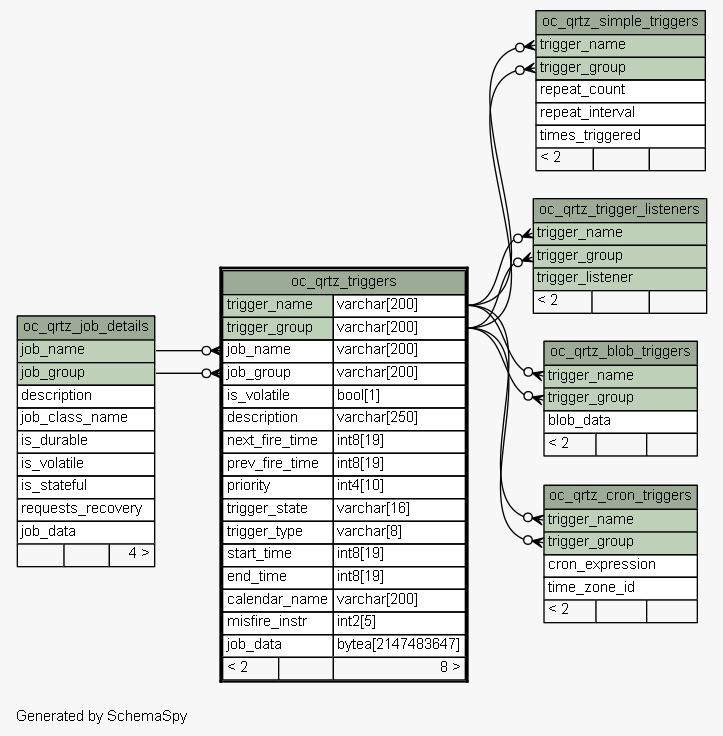 oc_qrtz_simple_triggers
trigger_name
trigger_group
repeat_count
repeat_interval
times_triggered
< 2
oc_qrtz_trigger_listeners
trigger_name
trigger_group
trigger_listener
< 2
oc_qrtz_triggers
trigger_name varchar[200]
trigger_group varchar[200]
job_name varchar[200]
job_group varchar[200]
is_volatile bool[1]
description varchar[250]
next_fire_time int8[19]
prev_fire_time int8[19]
priority int4[10]
trigger_state varchar[16]
trigger_type varchar[8]
start_time int8[19]
end_time int8[19]
calendar_name varchar[200]
misfire_instr int2[5]
job_data bytea[2147483647]
< 2 8 >
oc_qrtz_job_details
job_name
job_group
description
job_class_name
is_durable
is_volatile
is_stateful
requests_recovery
job_data
4 >
oc_qrtz_blob_triggers
trigger_name
trigger_group
blob_data
< 2
oc_qrtz_cron_triggers
trigger_name
trigger_group
cron_expression
time_zone_id
< 2
Generated by SchemaSpy